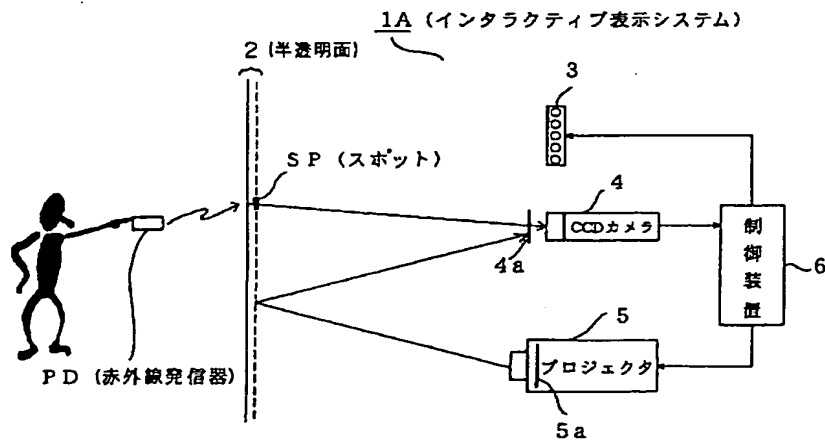 1A (インタラクティブ表示システム)
2 (半透明面)
3
SP (スポット)
4
CCDカメラ
4a
制御装置
6
5
プロジェクタ
5a
PD (赤外線発信器)